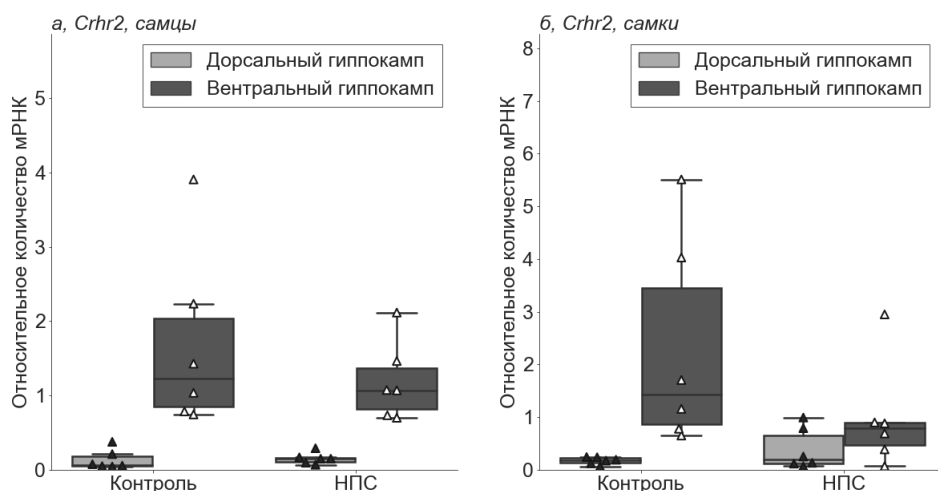 а, Crhr2, самцы
Дорсальный гиппокамп
Вентральный гиппокамп
Относительное количество мРНК
5
4
3
2
1
0
Контроль
НПС
б, Crhr2, самки
Дорсальный гиппокамп
Вентральный гиппокамп
Относительное количество мРНК
8
7
6
5
4
3
2
1
0
Контроль
НПС